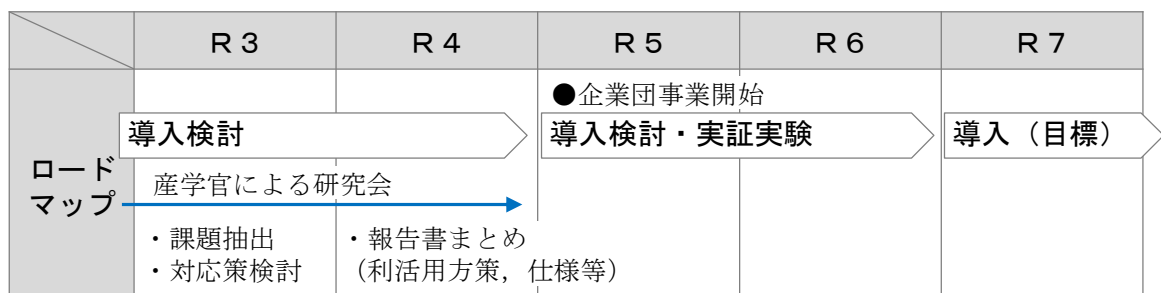 Ｒ３ Ｒ４ Ｒ５ Ｒ６ Ｒ７
●企業団事業開始
導入検討 導入検討・実証実験 導入（目標）
ロード
マップ
産学官による研究会
・課題抽出
・対応策検討
・報告書まとめ
（利活用方策，仕様等）